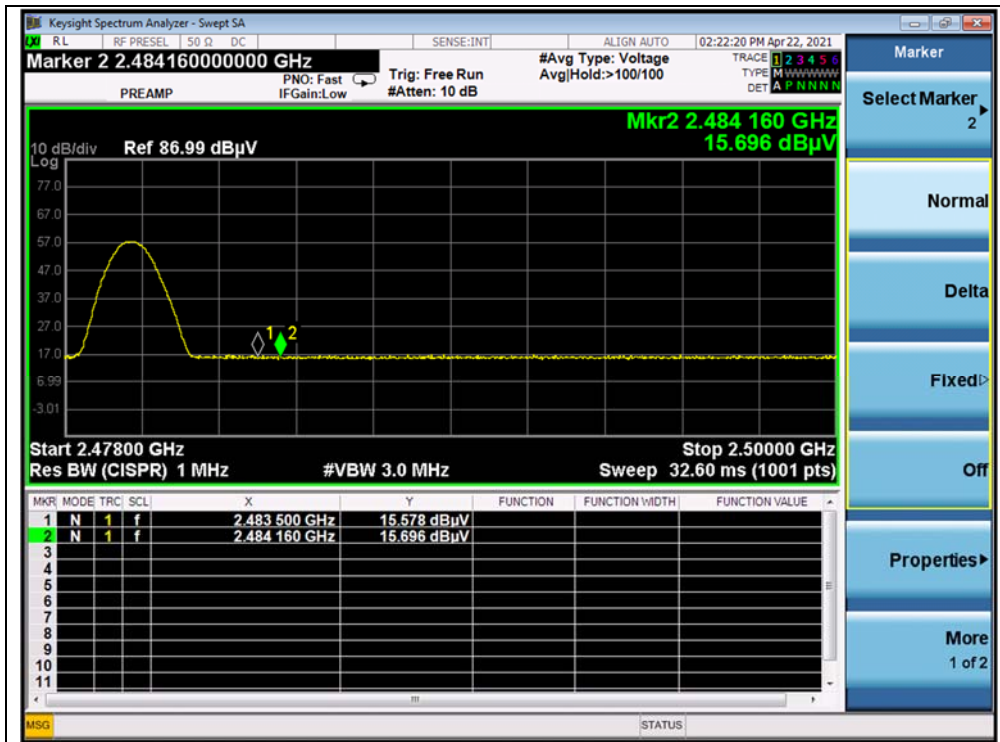 Keysight Spectrum Analyzer - Swept SA
LXI RL RF PRESEL 50 Ω DC SENSE:INT ALIGN AUTO 02:22:20 PM Apr 22, 2021
Marker 2 2.484160000000 GHz
#Avg Type: Voltage
TRACE 1 2 3 4 5 6
PREAMP
PNO: Fast
IFGain:Low
Trig: Free Run
#Atten: 10 dB
Avg|Hold:>100/100
TYPE M WWWWW
DET A P N N N N
Mkr2 2.484 160 GHz
15.696 dBµV
10 dB/div Ref 86.99 dBµV
Log
77.0
67.0
57.0
47.0
37.0
27.0
17.0
6.99
-3.01
1 2
Start 2.47800 GHz Stop 2.50000 GHz
Res BW (CISPR) 1 MHz #VBW 3.0 MHz Sweep 32.60 ms (1001 pts)
MKR MODE TRC SCL X Y FUNCTION FUNCTION WIDTH FUNCTION VALUE
1 N 1 f 2.483 500 GHz 15.578 dBµV
2 N 1 f 2.484 160 GHz 15.696 dBµV
3
4
5
6
7
8
9
10
11
MSG STATUS
Marker
Select Marker
2
Normal
Delta
Fixed
Off
Properties
More
1 of 2